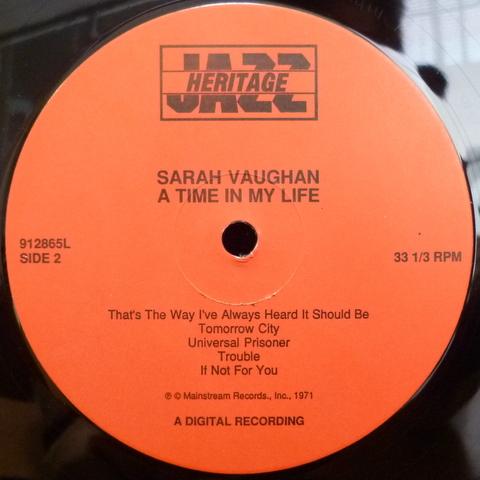 JAZZ
HERITAGE
SARAH VAUGHAN
A TIME IN MY LIFE
912865L
SIDE 2
33 1/3 RPM
That's The Way I've Always Heard It Should Be
Tomorrow City
Universal Prisoner
Trouble
If Not For You
℗ © Mainstream Records., Inc., 1971
A DIGITAL RECORDING